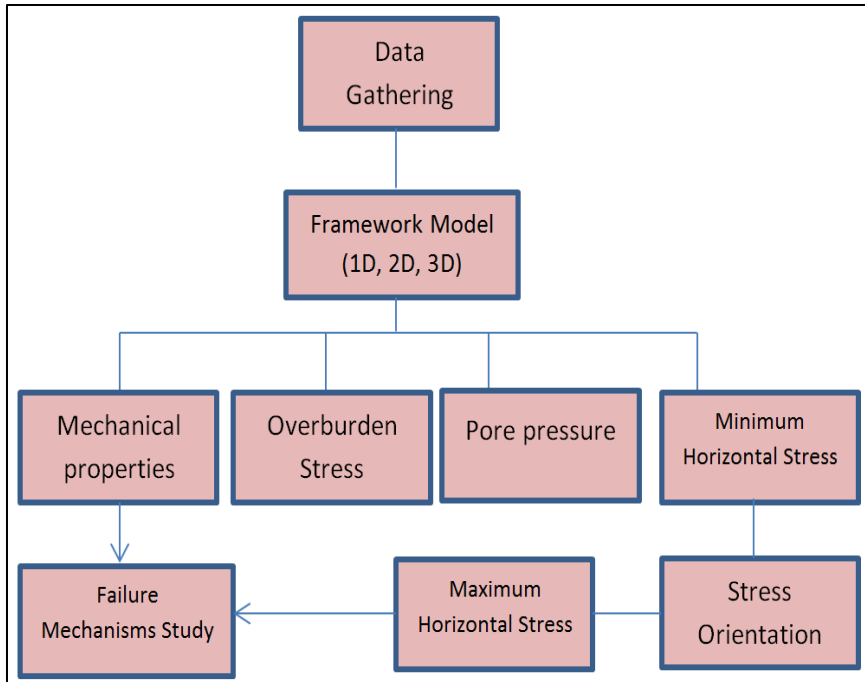 Data
Gathering
Framework Model
(1D, 2D, 3D)
Mechanical
properties
Overburden
Stress
Pore pressure
Minimum
Horizontal Stress
Failure
Mechanisms Study
Maximum
Horizontal Stress
Stress
Orientation